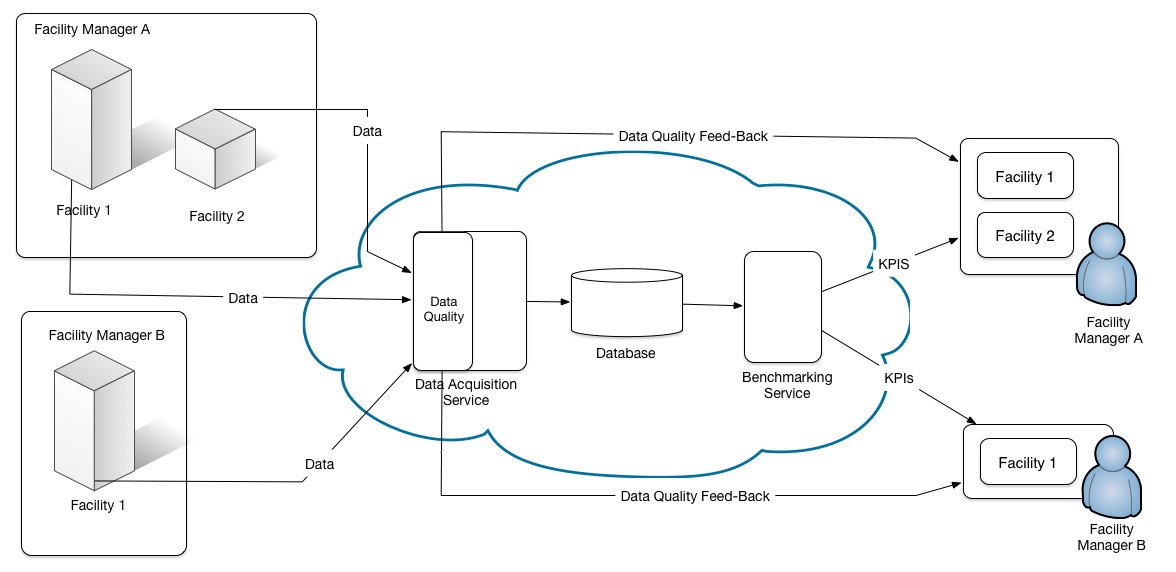 Facility Manager A
Facility 1
Facility 2
Data
Data
Facility Manager B
Facility 1
Data
Data Quality Feed-Back
Data
Quality
Data Acquisition
Service
Database
Benchmarking
Service
KPIS
KPIs
Data Quality Feed-Back
Facility 1
Facility 2
Facility
Manager A
Facility 1
Facility
Manager B